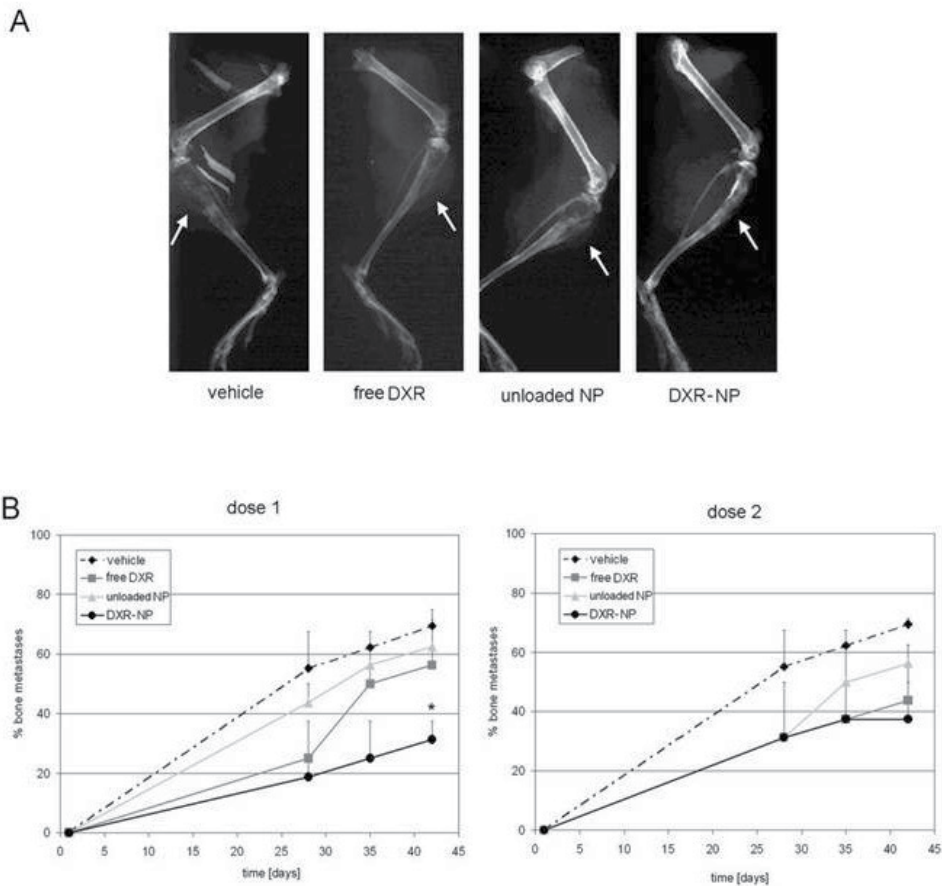 A
vehicle
free DXR
unloaded NP
DXR-NP
B
dose 1
% bone metastases
100
80
60
40
20
0
vehicle
free DXR
unloaded NP
DXR-NP
*
0 5 10 15 20 25 30 35 40 45
time [days]
dose 2
% bone metastases
100
80
60
40
20
0
vehicle
free DXR
unloaded NP
DXR-NP
0 5 10 15 20 25 30 35 40 45
time [days]